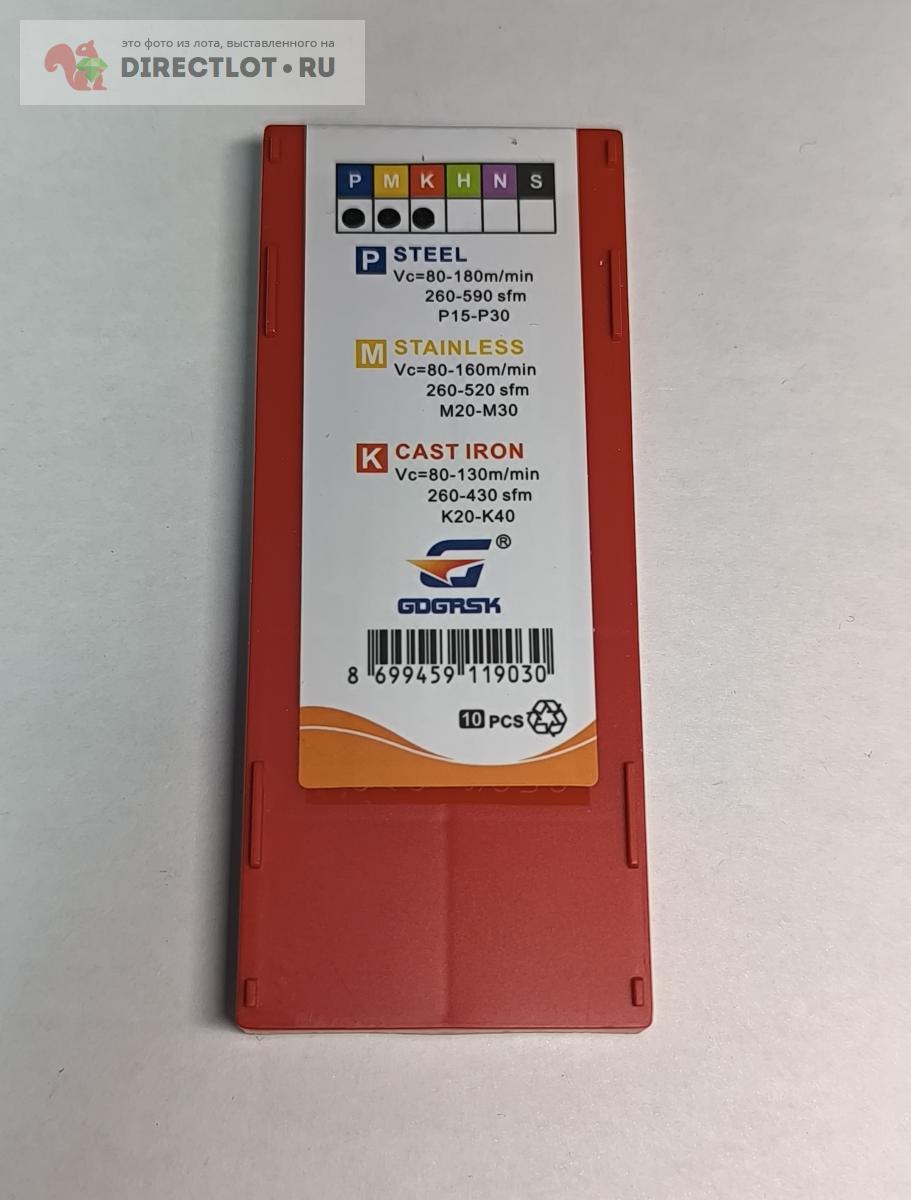 это фото из лота, выставленного на
DIRECTLOT•RU
P M K H N S
P STEEL
Vc=80-180m/min
260-590 sfm
P15-P30
M STAINLESS
Vc=80-160m/min
260-520 sfm
M20-M30
K CAST IRON
Vc=80-130m/min
260-430 sfm
K20-K40
®
GDGRSK
8 699459 119030
10 PCS